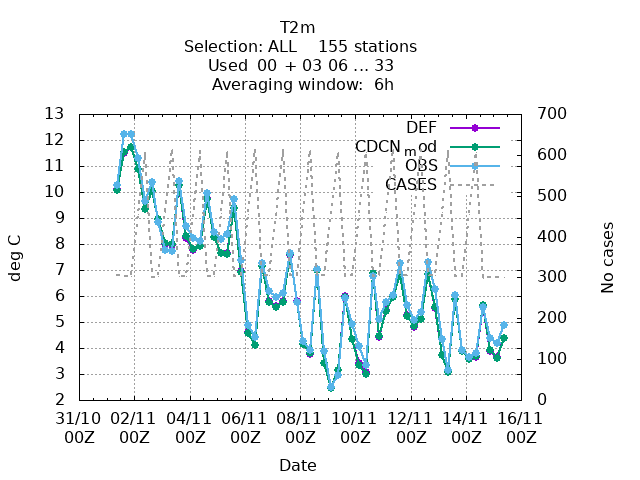 T2m
Selection: ALL    155 stations
Used  00 + 03 06 ... 33
Averaging window:  6h
13
12
11
10
9
8
7
6
5
4
3
2
deg C
700
600
500
400
300
200
100
0
No cases
DEF
CDCN_mod
OBS
CASES
31/10 02/11 04/11 06/11 08/11 10/11 12/11 14/11 16/11
00Z 00Z 00Z 00Z 00Z 00Z 00Z 00Z 00Z
Date